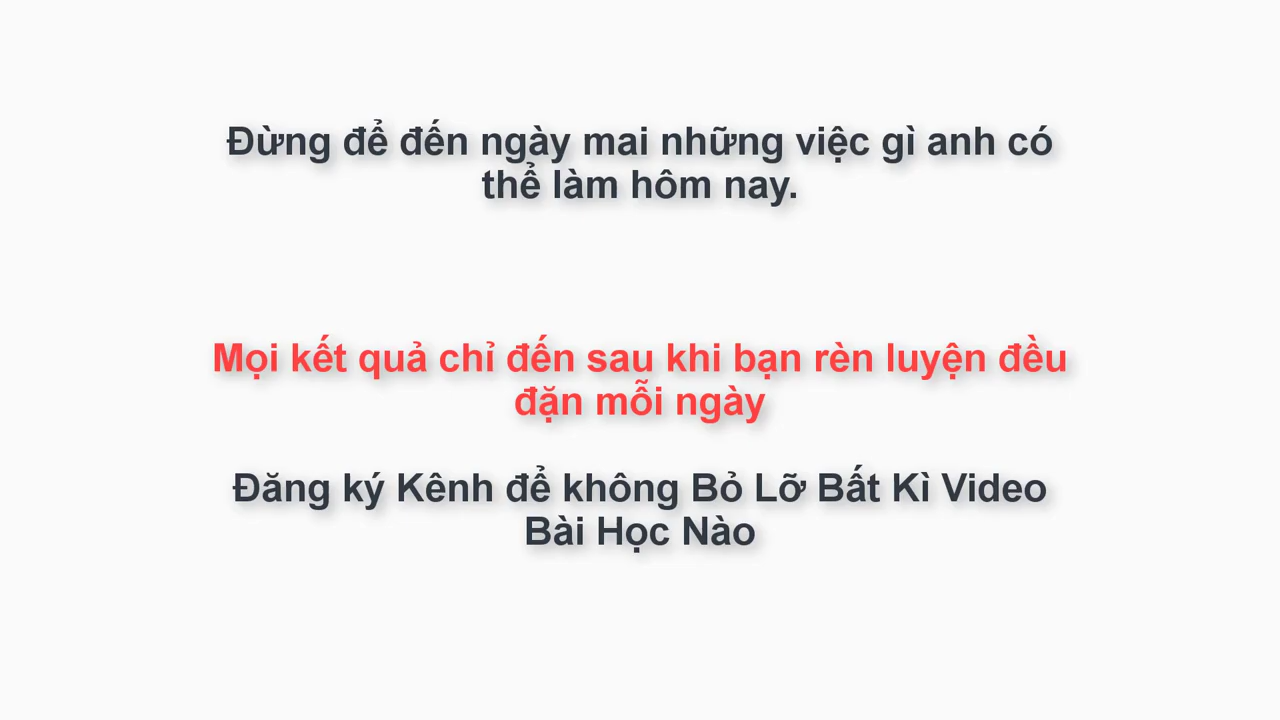 Đừng để đến ngày mai những việc gì anh có
thể làm hôm nay.
Mọi kết quả chỉ đến sau khi bạn rèn luyện đều
đặn mỗi ngày
Đăng ký Kênh để không Bỏ Lỡ Bất Kì Video
Bài Học Nào